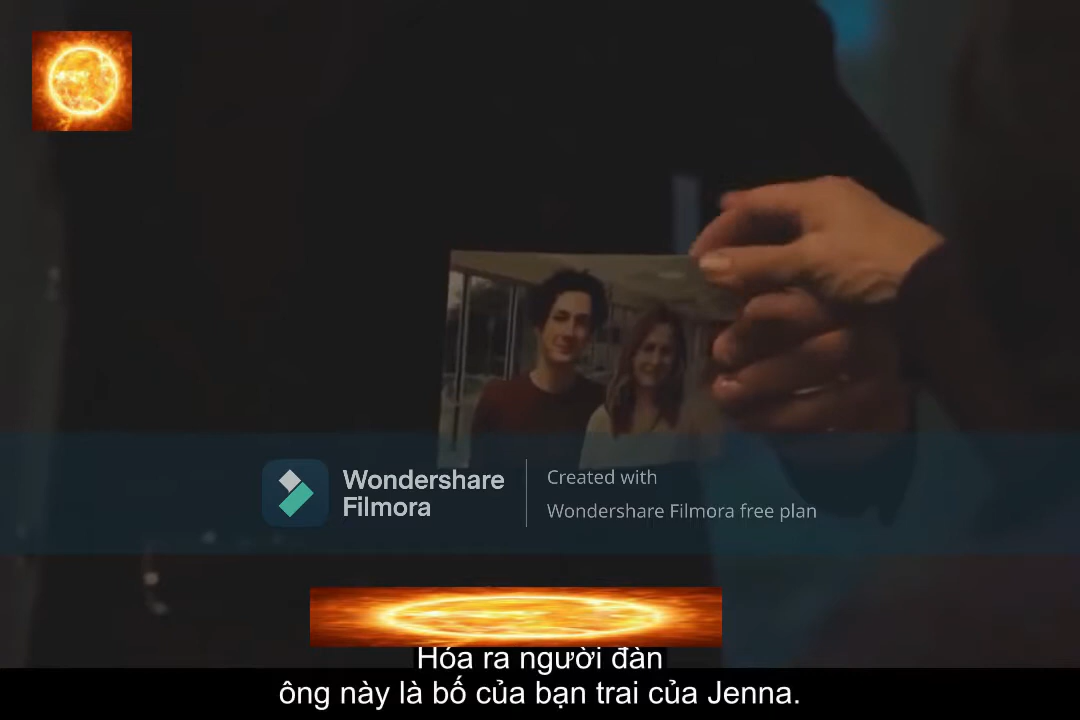 Wondershare
Filmora
Created with
Wondershare Filmora free plan
Hóa ra người đàn
ông này là bố của bạn trai của Jenna.